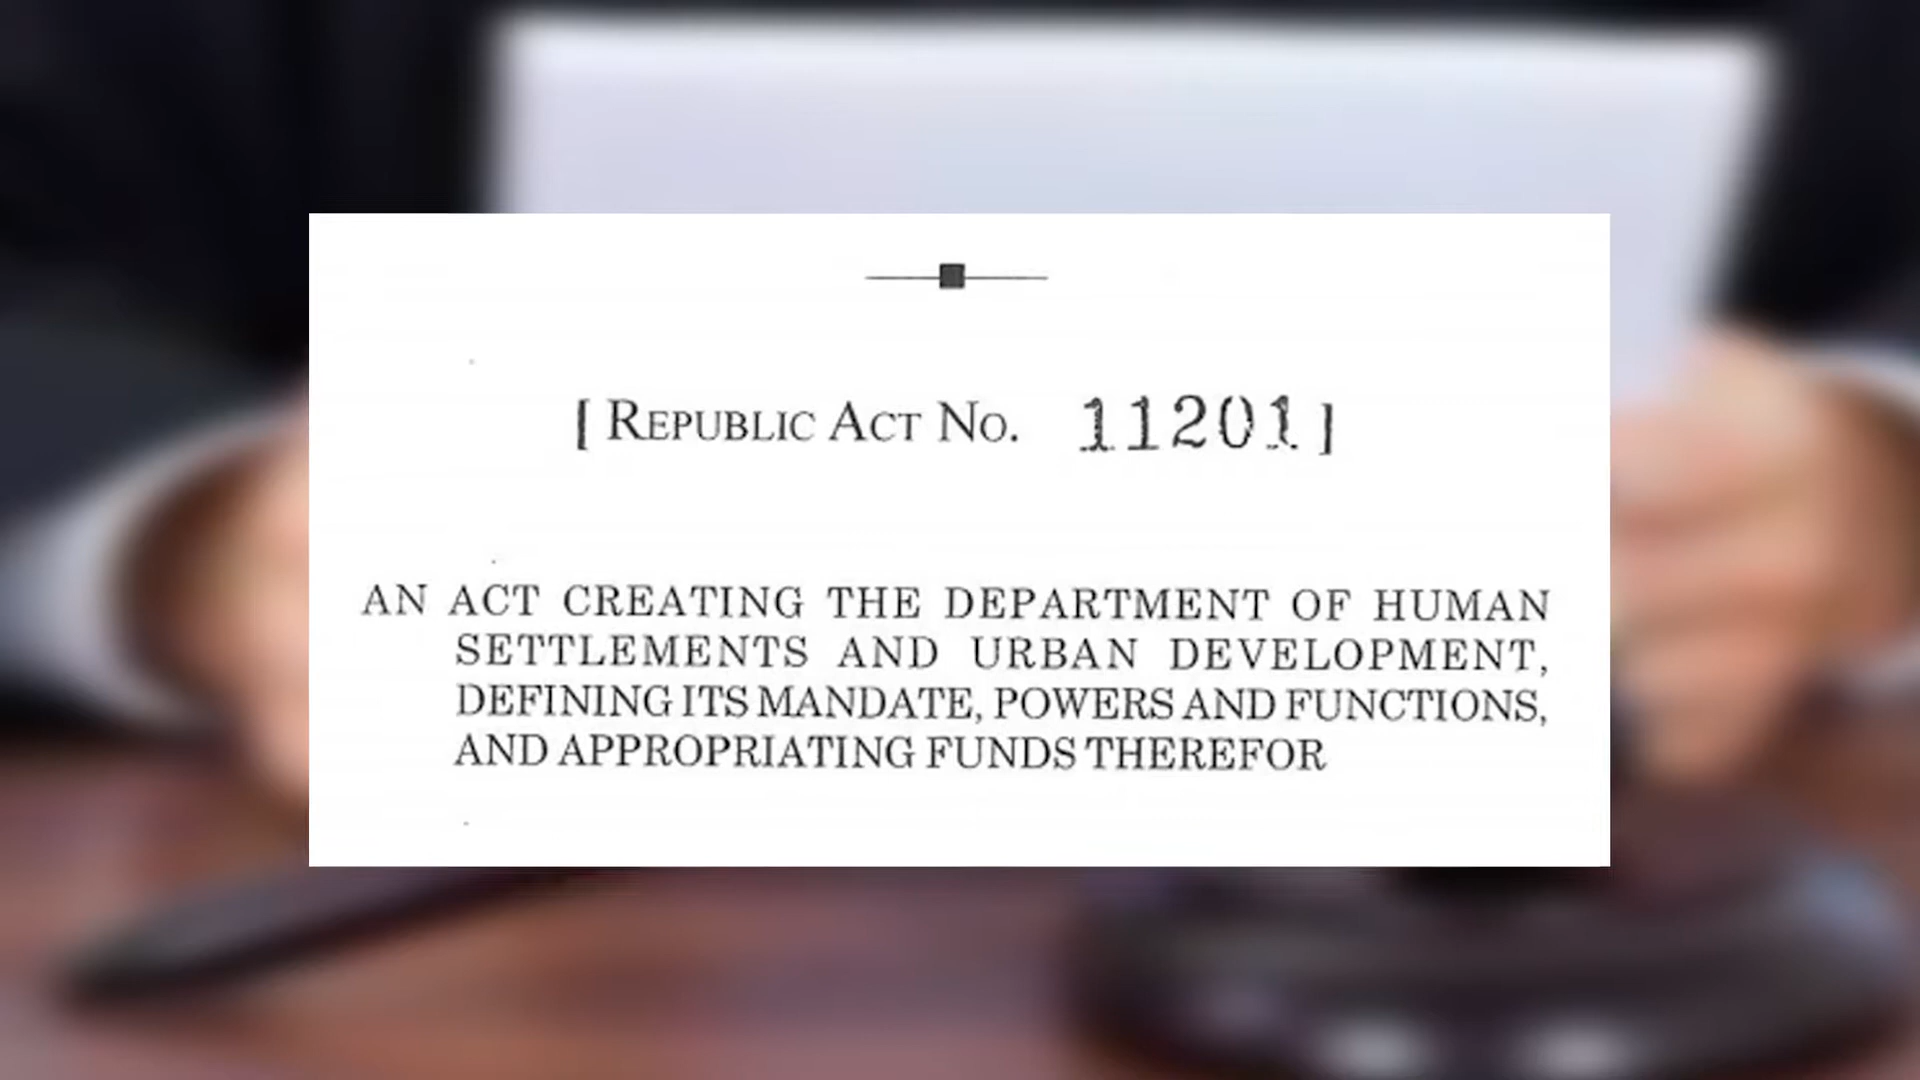 [ REPUBLIC ACT NO. 11201 ]
AN ACT CREATING THE DEPARTMENT OF HUMAN
SETTLEMENTS AND URBAN DEVELOPMENT,
DEFINING ITS MANDATE, POWERS AND FUNCTIONS,
AND APPROPRIATING FUNDS THEREFOR